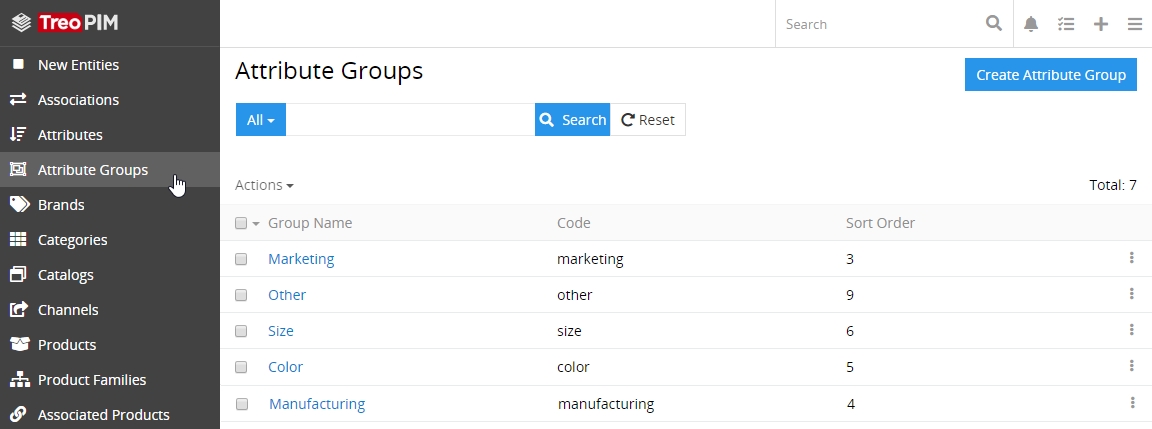 TreoPIM
Search
New Entities
Associations
Attributes
Attribute Groups
Brands
Categories
Catalogs
Channels
Products
Product Families
Associated Products
Attribute Groups
Create Attribute Group
All Search Reset
Actions Total: 7
Group Name Code Sort Order
Marketing marketing 3
Other other 9
Size size 6
Color color 5
Manufacturing manufacturing 4